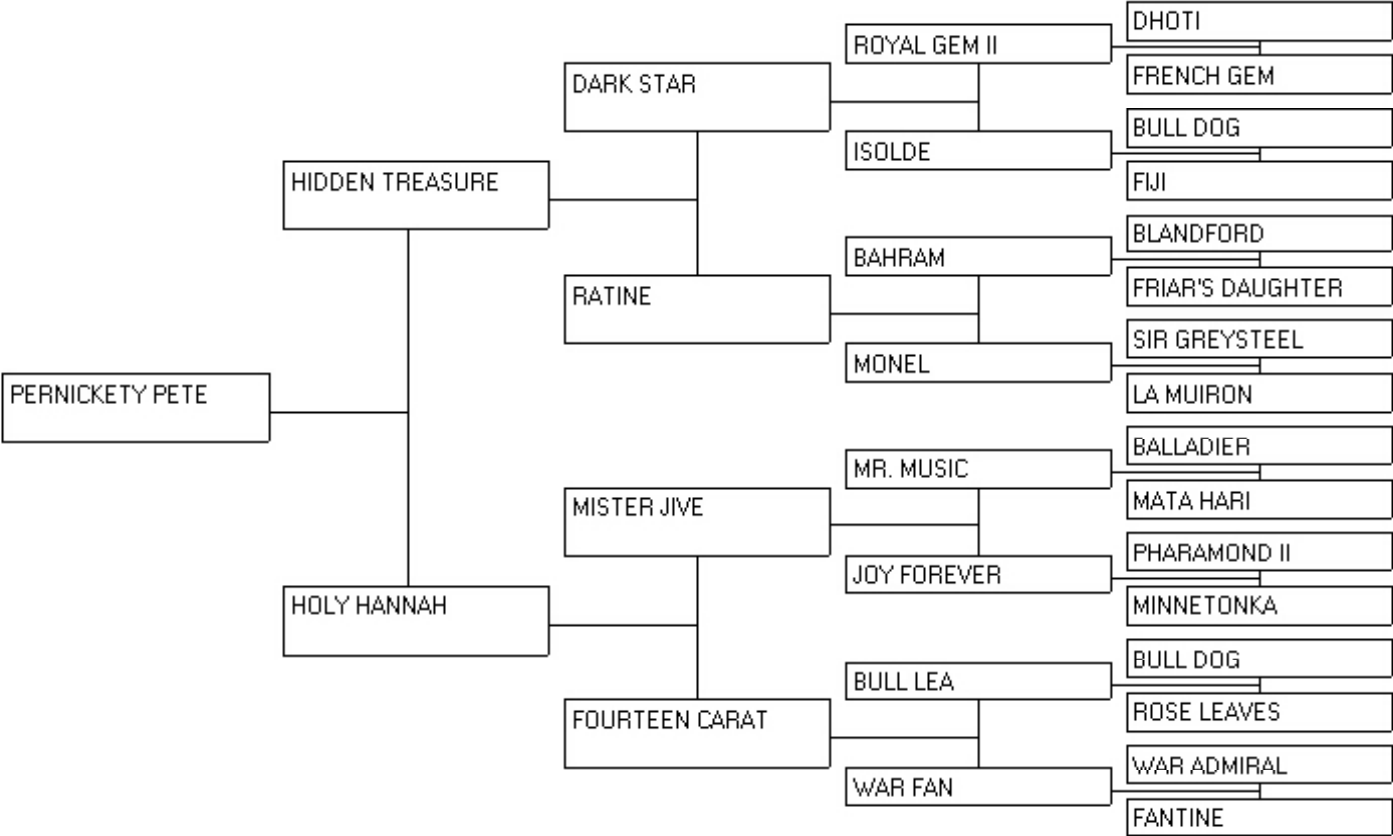 DHOTI
ROYAL GEM II
FRENCH GEM
DARK STAR
BULL DOG
ISOLDE
FIJI
HIDDEN TREASURE
BLANDFORD
BAHRAM
FRIAR'S DAUGHTER
RATINE
SIR GREYSTEEL
MONEL
LA MUIRON
PERNICKETY PETE
BALLADIER
MR. MUSIC
MATA HARI
MISTER JIVE
PHARAMOND II
JOY FOREVER
MINNETONKA
HOLY HANNAH
BULL DOG
BULL LEA
ROSE LEAVES
FOURTEEN CARAT
WAR ADMIRAL
WAR FAN
FANTINE